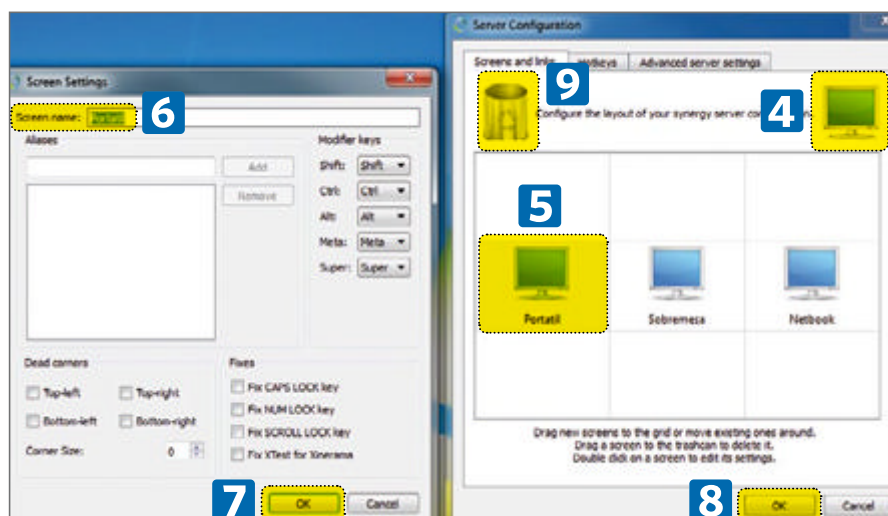 Screen Settings
6
Screen name: Portatil
Aliases
Add
Remove
Modifier keys
Shift: Shift
Ctrl: Ctrl
Alt: Alt
Meta: Meta
Super: Super
Dead corners
Top-left
Top-right
Bottom-left
Bottom-right
Corner Size: 0
Fixes
Fix CAPS LOCK key
Fix NUM LOCK key
Fix SCROLL LOCK key
Fix XTest for Xinerama
7
OK
Cancel
Server Configuration
Screens and links
Hotkeys
Advanced server settings
9
Configure the layout of your synergy server
4
5
Portatil
Sobremesa
Netbook
Drag new screens to the grid or move existing ones around.
Drag a screen to the trashcan to delete it.
Double click on a screen to edit its settings.
8
OK
Cancel